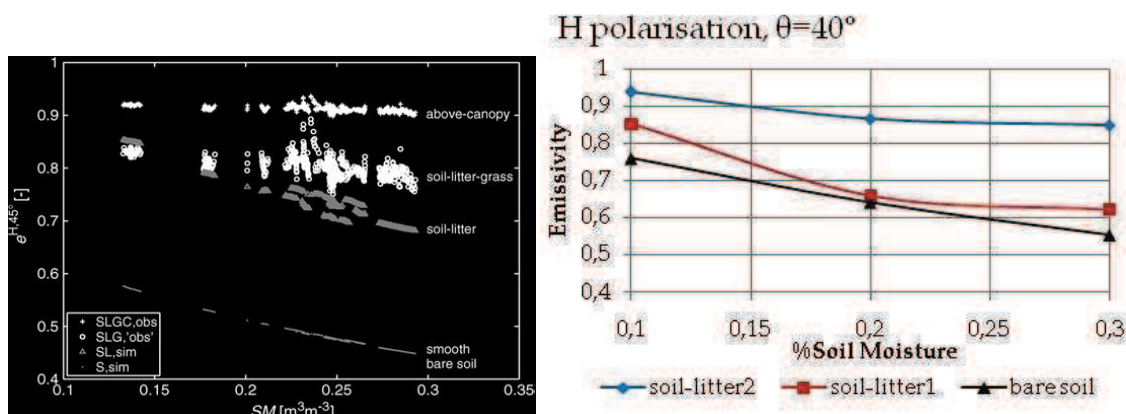 1
0.9
0.8
0.7
0.6
0.5
0.4
e^H,45° [-]
above-canopy
soil-litter-grass
soil-litter
smooth
bare soil
SLGC,obs
SLG,'obs'
SL,sim
S,sim
0.1 0.15 0.2 0.25 0.3 0.35
SM [m³m⁻³]
H polarisation, θ=40°
1
0,9
0,8
0,7
0,6
0,5
0,4
Emissivity
0,1 0,15 0,2 0,25 0,3
%Soil Moisture
soil-litter2 soil-litter1 bare soil